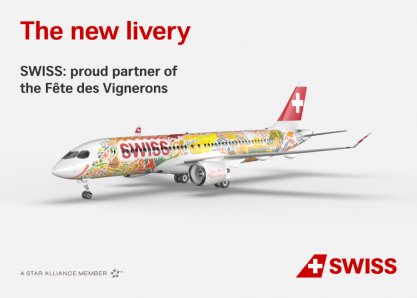 The new livery
SWISS: proud partner of
the Fête des Vignerons
SWISS
A STAR ALLIANCE MEMBER
SWISS